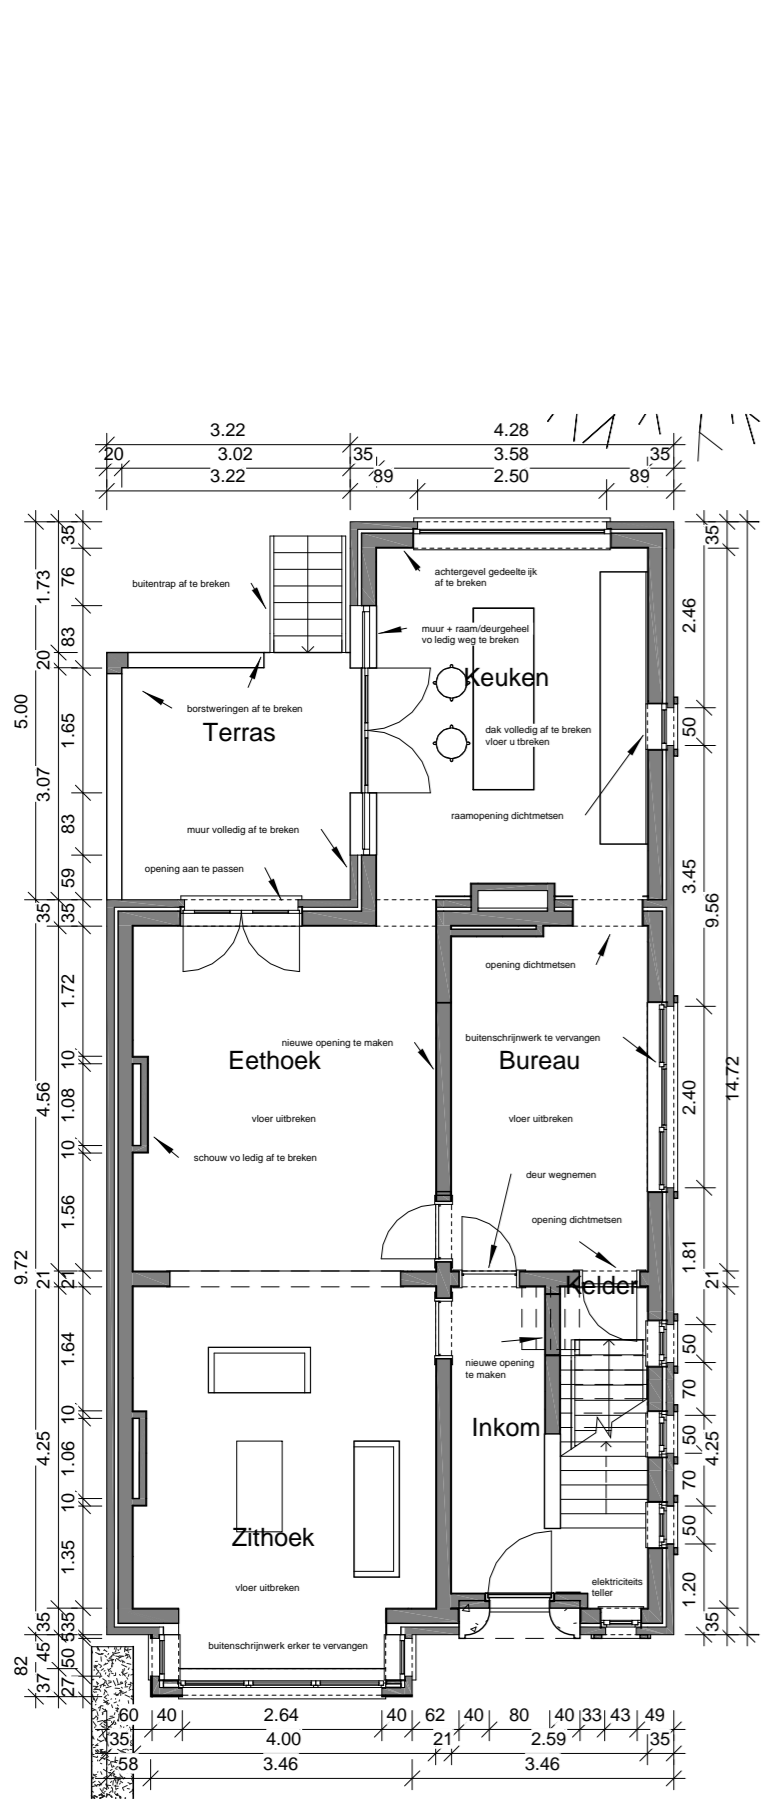 3.22
4.28
20
3.02
35
3.58
35
3.22
89
2.50
89
35
76
1.73
83
20
5.00
1.65
3.07
83
59
35
35
1.72
10
4.56
1.08
10
1.56
9.72
21
21
1.64
10
4.25
1.06
10
1.35
35
35
5
45
50
82
37
27
35
2.46
50
3.45
9.56
14.72
2.40
1.81
21
50
70
50
4.25
70
50
1.20
35
buitentrap af te breken
achtergevel gedeelte ijk
af te breken
muur + raam/deurgeheel
vo ledig weg te breken
Keuken
borstweringen af te breken
Terras
dak volledig af te breken
vloer u tbreken
raamopening dichtmetsen
muur volledig af te breken
opening aan te passen
opening dichtmetsen
nieuwe opening te maken
buitenschrijnwerk te vervangen
Eethoek
Bureau
vloer uitbreken
vloer uitbreken
schouw vo ledig af te breken
deur wegnemen
opening dichtmetsen
Kelder
nieuwe opening
te maken
Inkom
Zithoek
vloer uitbreken
elektriciteits
teller
buitenschrijnwerk erker te vervangen
60
40
2.64
40
62
40
80
40
33
43
49
35
4.00
21
2.59
35
58
3.46
3.46